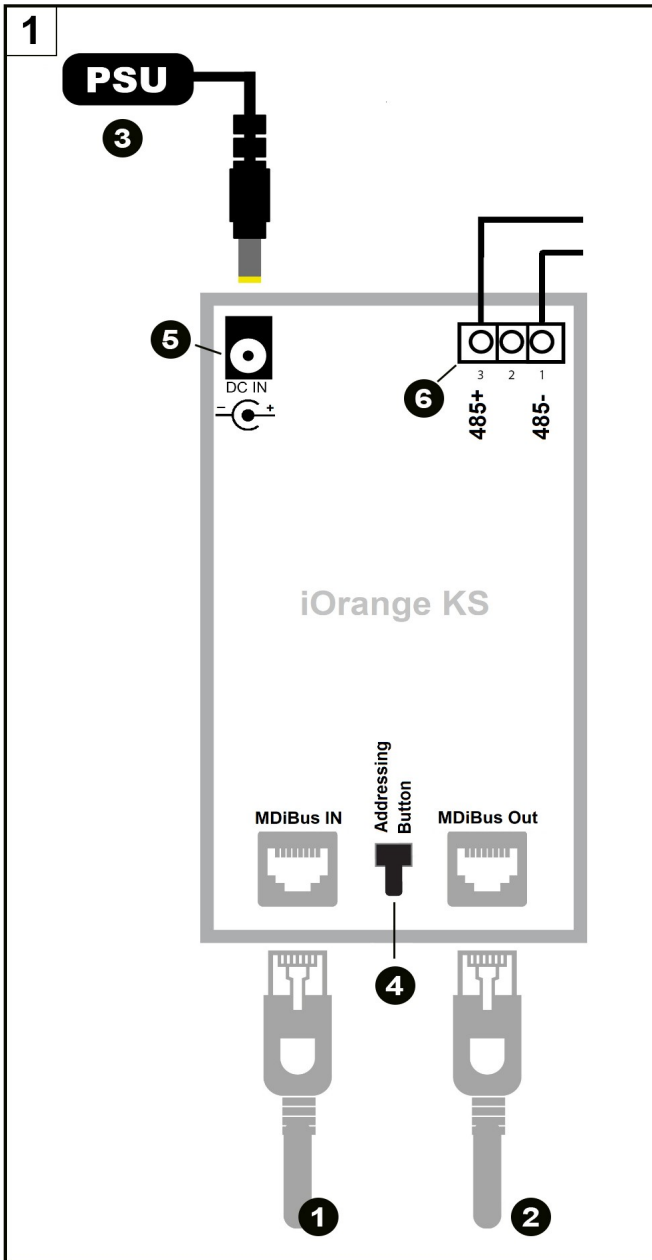 1
PSU
3
5
DC IN
- +
6
3 2 1
485+ 485-
iOrange KS
Addressing
Button
MDiBus IN
MDiBus Out
4
1
2